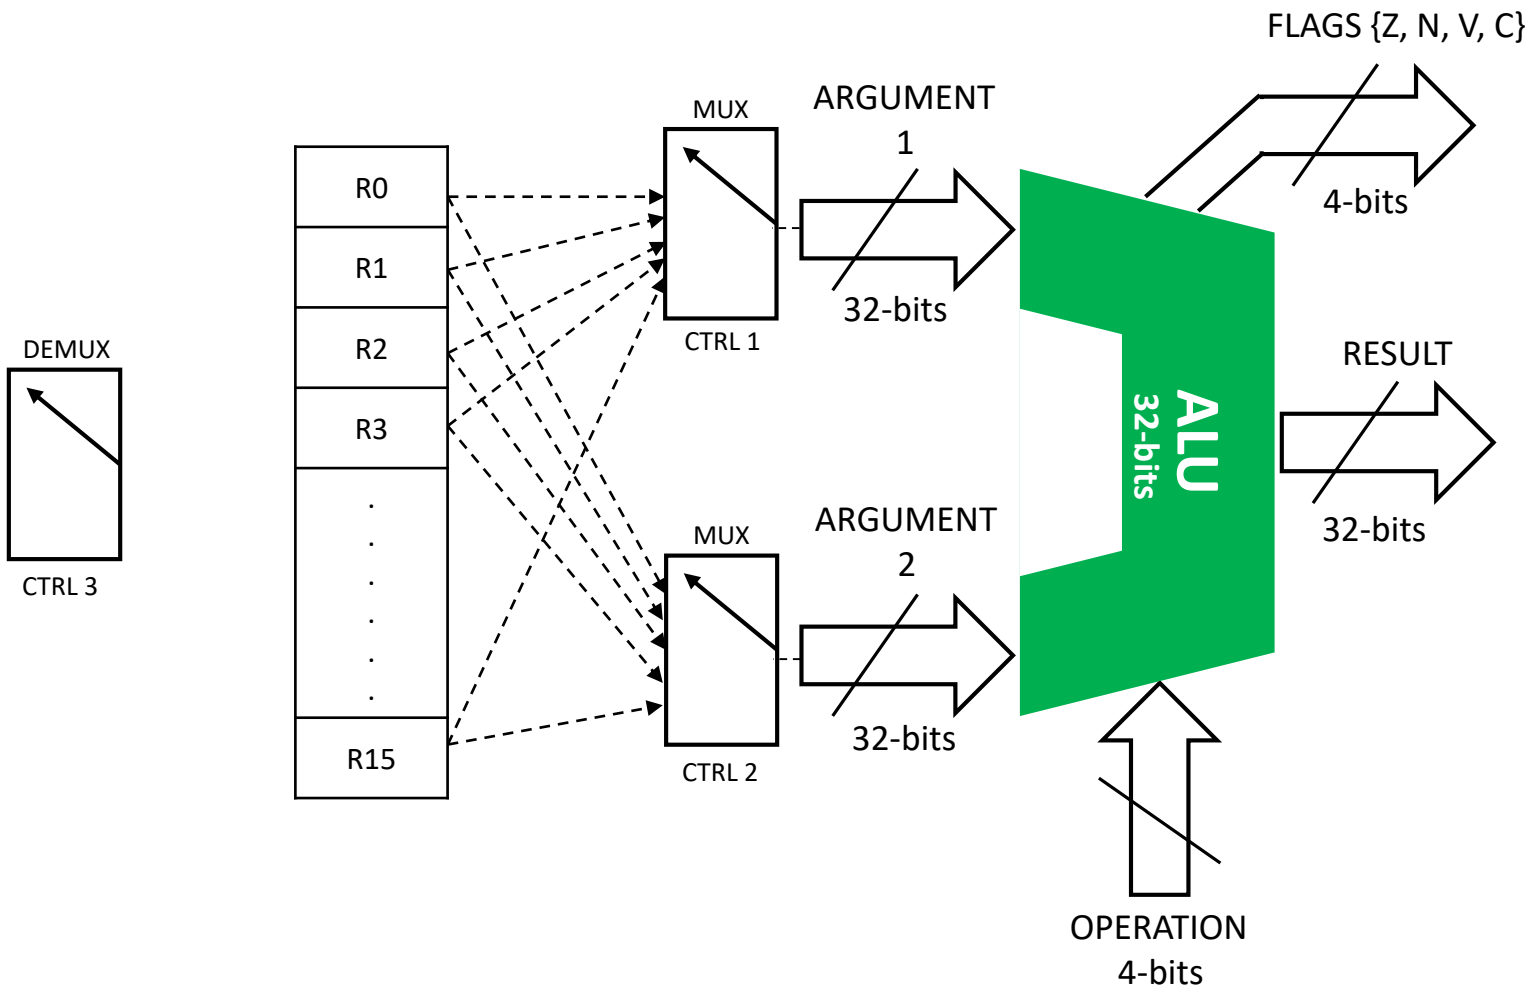 FLAGS {Z, N, V, C}
4-bits
MUX
ARGUMENT
1
32-bits
CTRL 1
R0
R1
R2
R3
.
.
.
.
.
.
R15
DEMUX
CTRL 3
MUX
ARGUMENT
2
32-bits
CTRL 2
ALU
32-bits
RESULT
32-bits
OPERATION
4-bits